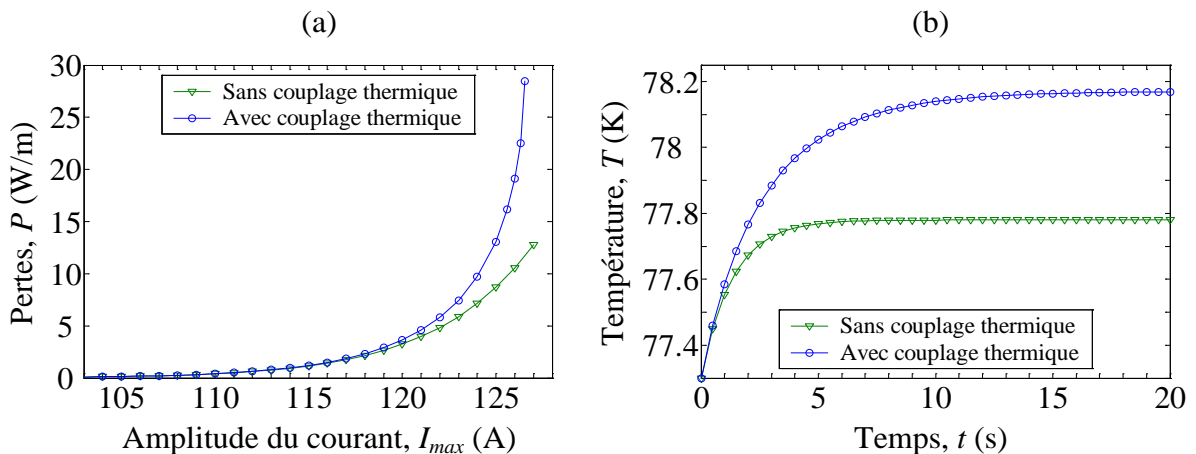 (a)
30
25
20
15
10
5
0
Pertes, P (W/m)
Sans couplage thermique
Avec couplage thermique
105
110
115
120
125
Amplitude du courant, Imax (A)
(b)
78.2
78
77.8
77.6
77.4
Température, T (K)
Sans couplage thermique
Avec couplage thermique
0
5
10
15
20
Temps, t (s)